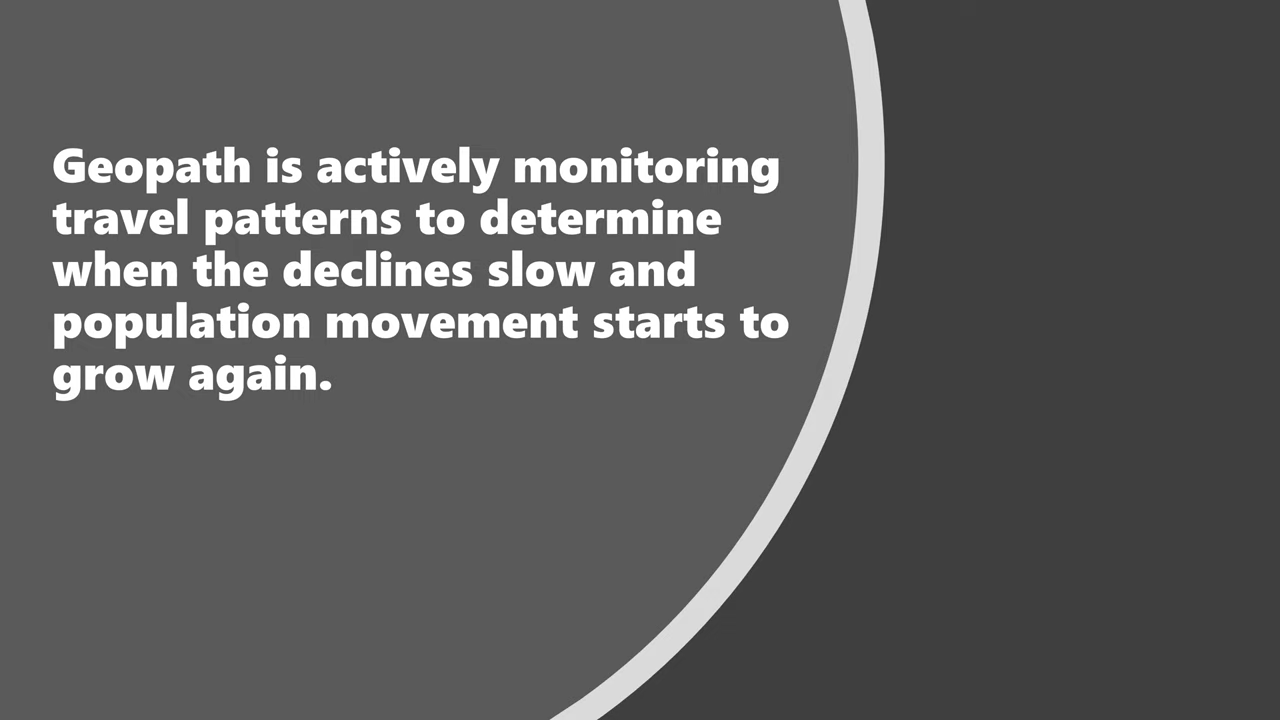 Geopath is actively monitoring
travel patterns to determine
when the declines slow and
population movement starts to
grow again.